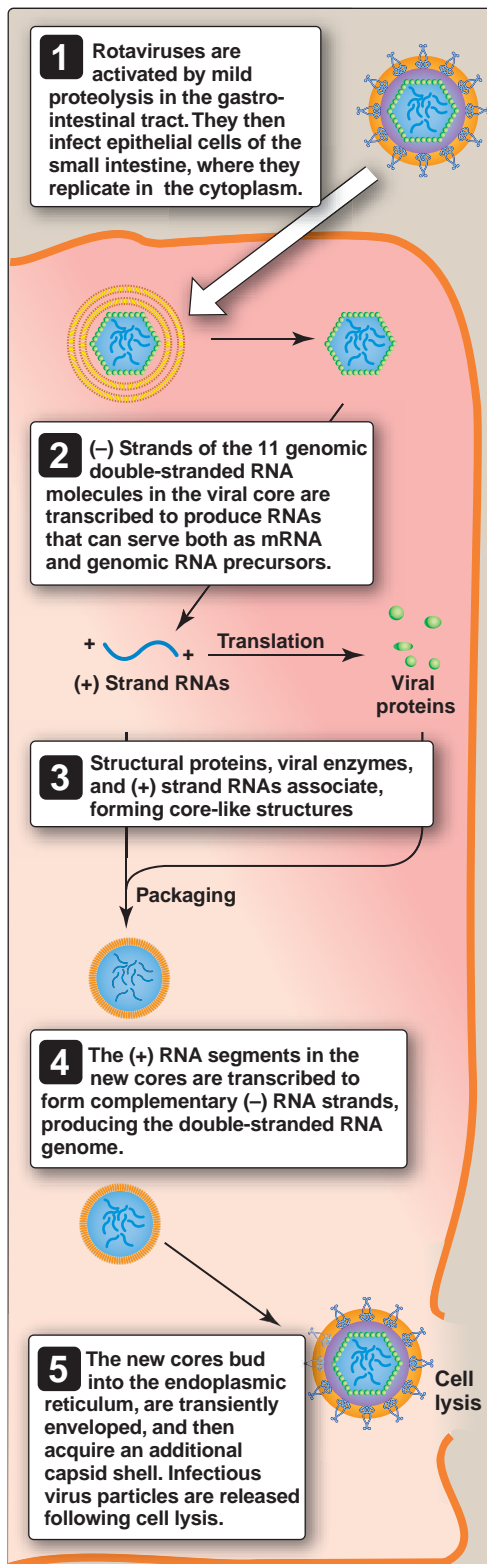 1
Rotaviruses are
activated by mild
proteolysis in the gastro-
intestinal tract. They then
infect epithelial cells of the
small intestine, where they
replicate in the cytoplasm.
2
(–) Strands of the 11 genomic
double-stranded RNA
molecules in the viral core are
transcribed to produce RNAs
that can serve both as mRNA
and genomic RNA precursors.
+ + Translation
(+) Strand RNAs
Viral
proteins
3
Structural proteins, viral enzymes,
and (+) strand RNAs associate,
forming core-like structures
Packaging
4
The (+) RNA segments in the
new cores are transcribed to
form complementary (–) RNA strands,
producing the double-stranded RNA
genome.
5
The new cores bud
into the endoplasmic
reticulum, are transiently
enveloped, and then
acquire an additional
capsid shell. Infectious
virus particles are released
following cell lysis.
Cell
lysis